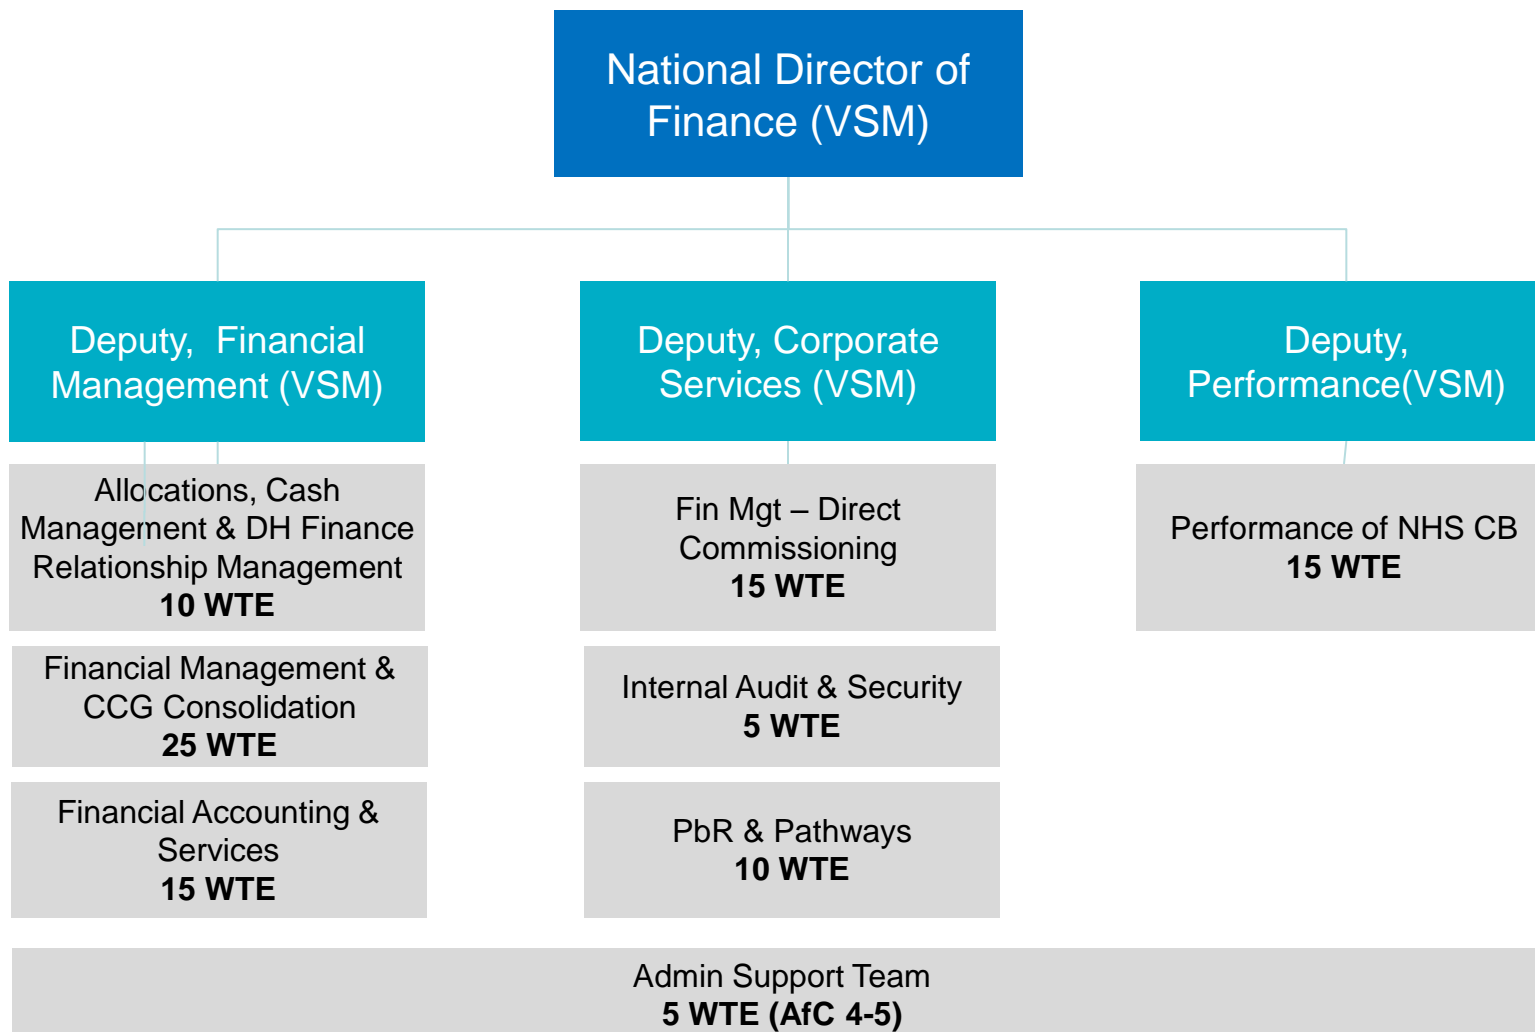 National Director of
Finance (VSM)
Deputy,  Financial
Management (VSM)
Deputy, Corporate
Services (VSM)
Deputy,
Performance(VSM)
Allocations, Cash
Management & DH Finance
Relationship Management
10 WTE
Fin Mgt – Direct
Commissioning
15 WTE
Performance of NHS CB
15 WTE
Financial Management &
CCG Consolidation
25 WTE
Internal Audit & Security
5 WTE
Financial Accounting &
Services
15 WTE
PbR & Pathways
10 WTE
Admin Support Team
5 WTE (AfC 4-5)